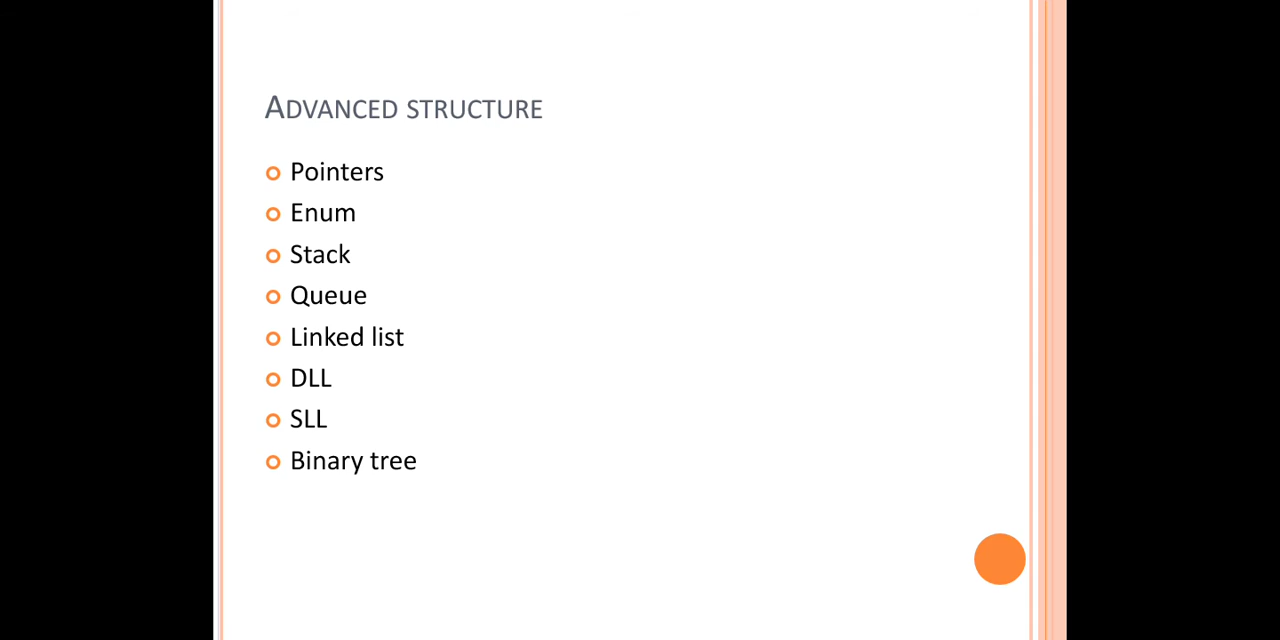 Advanced structure
Pointers
Enum
Stack
Queue
Linked list
DLL
SLL
Binary tree